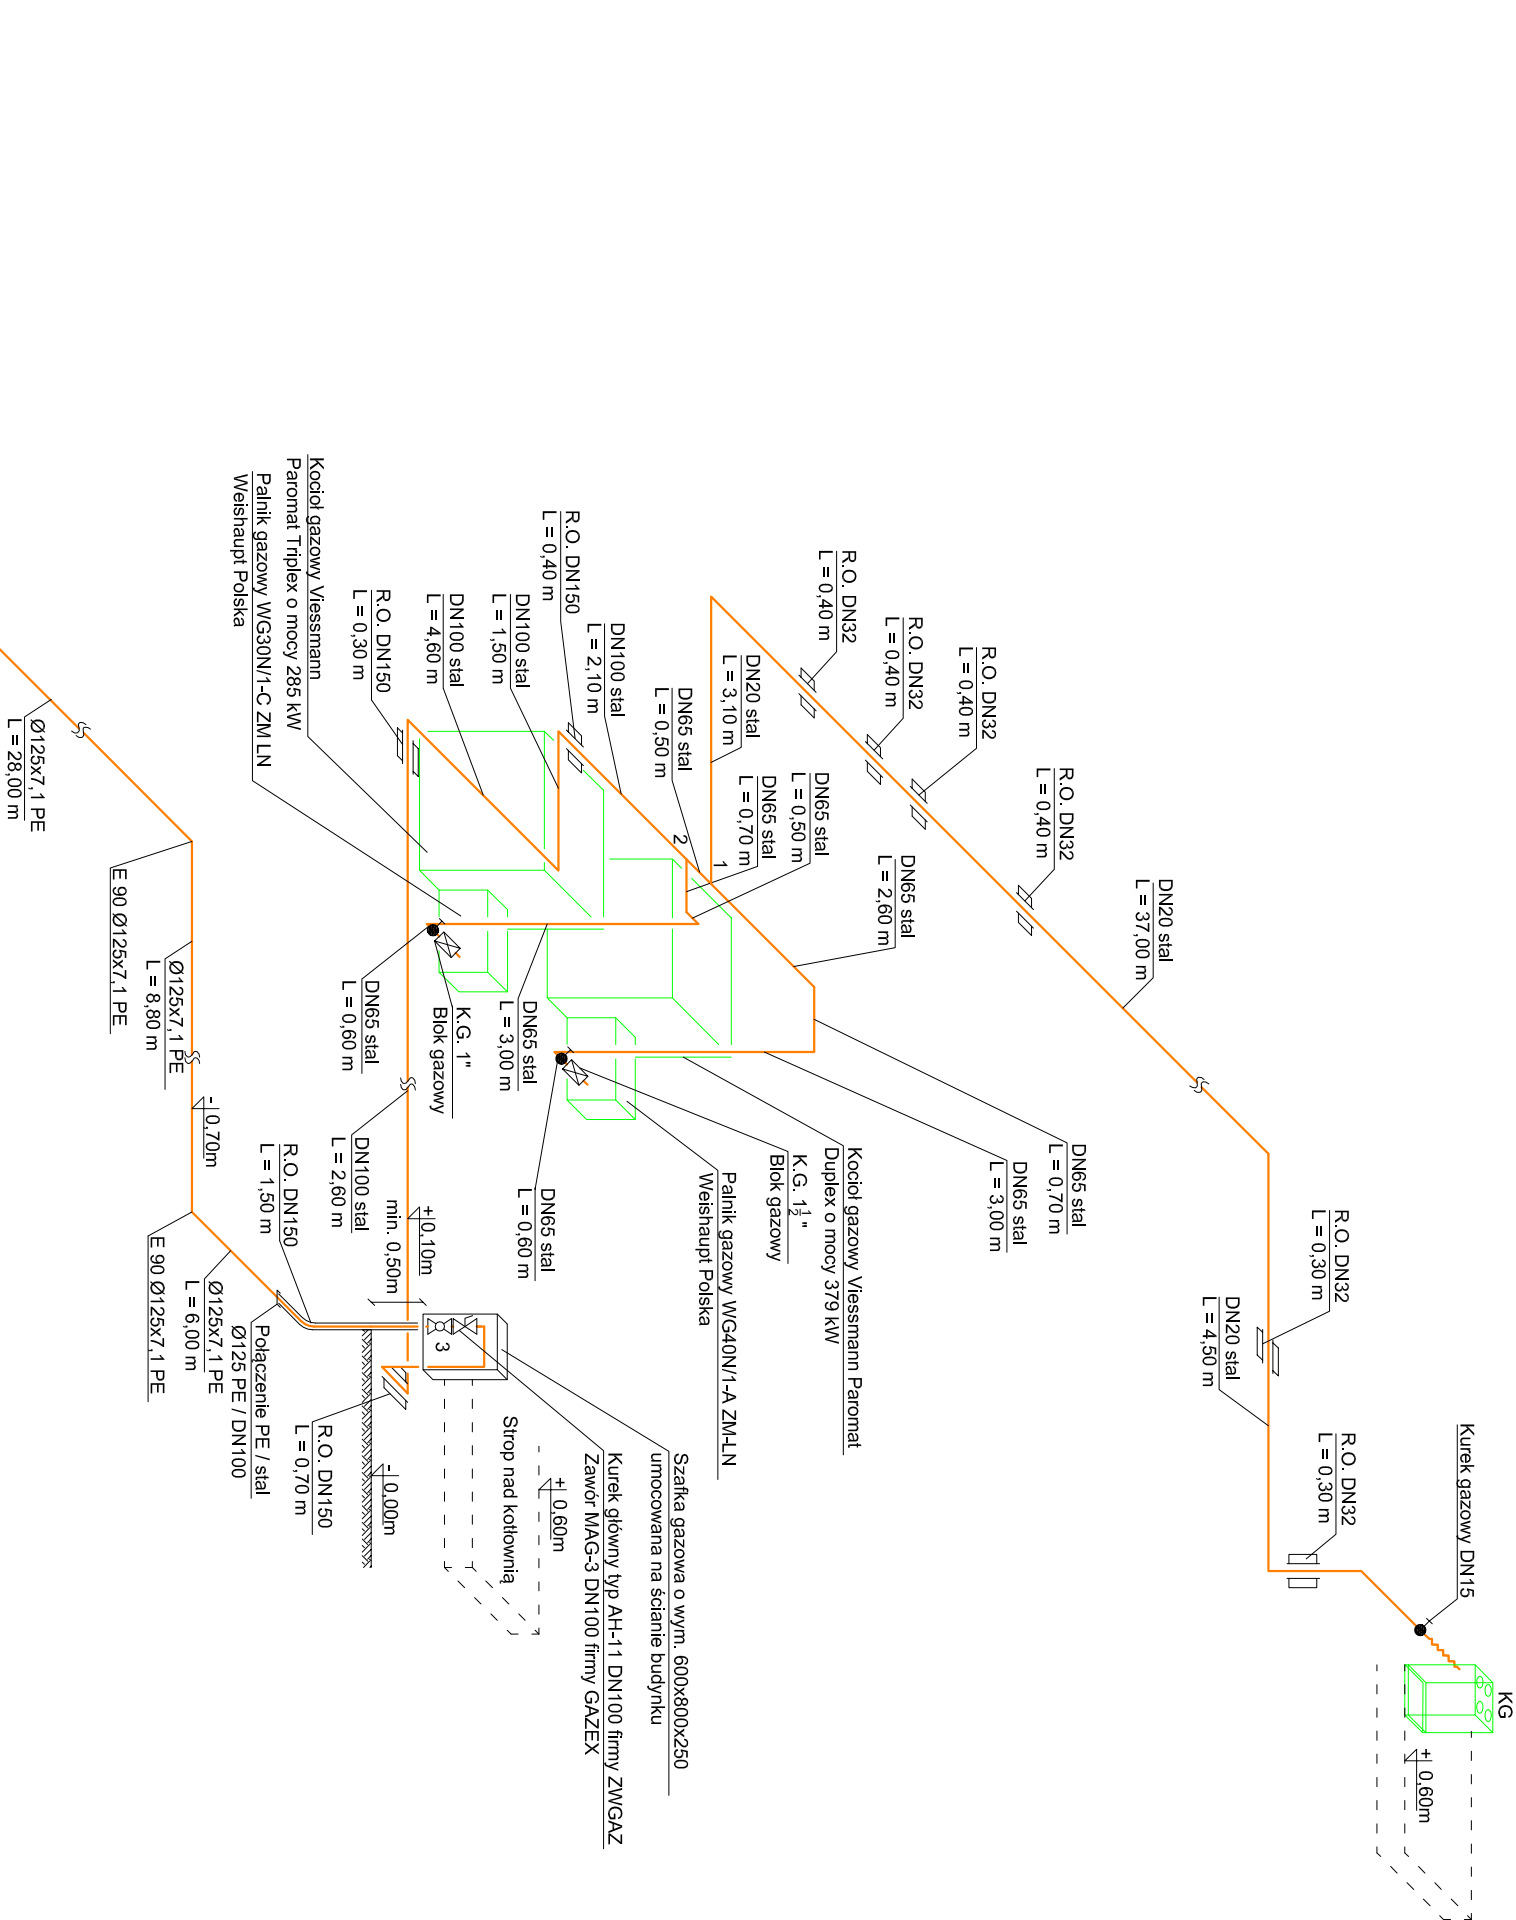 KG
+ 0,60m
Kurek gazowy DN15
R.O. DN32
L = 0,30 m
R.O. DN32
L = 0,30 m
DN20 stal
L = 4,50 m
DN20 stal
L = 37,00 m
R.O. DN32
L = 0,40 m
R.O. DN32
L = 0,40 m
R.O. DN32
L = 0,40 m
R.O. DN32
L = 0,40 m
DN65 stal
L = 2,60 m
DN65 stal
L = 0,50 m
DN65 stal
L = 0,70 m
DN20 stal
L = 3,10 m
1
2
DN65 stal
L = 0,50 m
DN100 stal
L = 2,10 m
R.O. DN150
L = 0,40 m
DN100 stal
L = 1,50 m
DN100 stal
L = 4,60 m
R.O. DN150
L = 0,30 m
Kocioł gazowy Viessmann
Paromat Triplex o mocy 285 kW
Palnik gazowy WG30N/1-C ZM LN
Weishaupt Polska
DN65 stal
L = 0,70 m
DN65 stal
L = 3,00 m
Kocioł gazowy Viessmann Paromat
Duplex o mocy 379 kW
K.G. 1½ "
Blok gazowy
Palnik gazowy WG40N/1-A ZM-LN
Weishaupt Polska
DN65 stal
L = 0,60 m
DN65 stal
L = 3,00 m
K.G. 1"
Blok gazowy
DN65 stal
L = 0,60 m
Szafka gazowa o wym. 600x800x250
umocowana na ścianie budynku
Kurek główny typ AH-11 DN100 firmy ZWGAZ
Zawór MAG-3 DN100 firmy GAZEX
+ 0,60m
Strop nad kotłownią
3
+ 0,10m
min. 0,50m
- 0,00m
DN100 stal
L = 2,60 m
R.O. DN150
L = 1,50 m
R.O. DN150
L = 0,70 m
Połączenie PE / stal
Ø125 PE / DN100
Ø125x7,1 PE
L = 6,00 m
- 0,70m
E 90 Ø125x7,1 PE
Ø125x7,1 PE
L = 8,80 m
E 90 Ø125x7,1 PE
Ø125x7,1 PE
L = 28,00 m